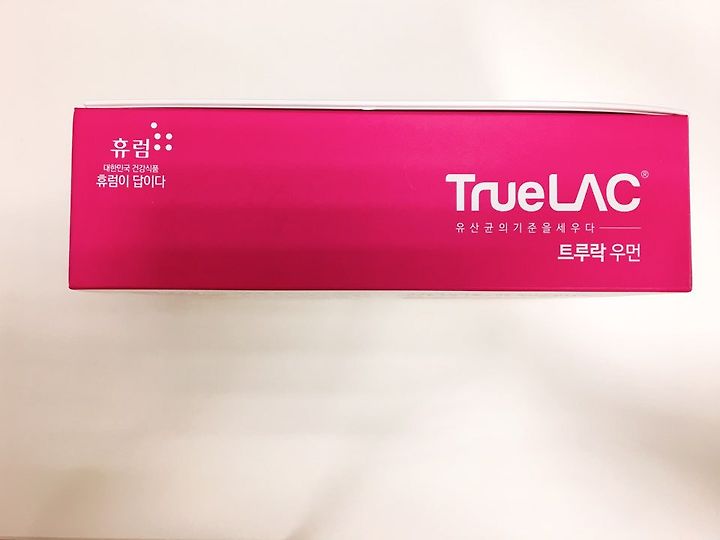 휴럼
대한민국 건강식품
휴럼이 답이다
TrueLAC®
유산균의기준을세우다
트루락 우먼